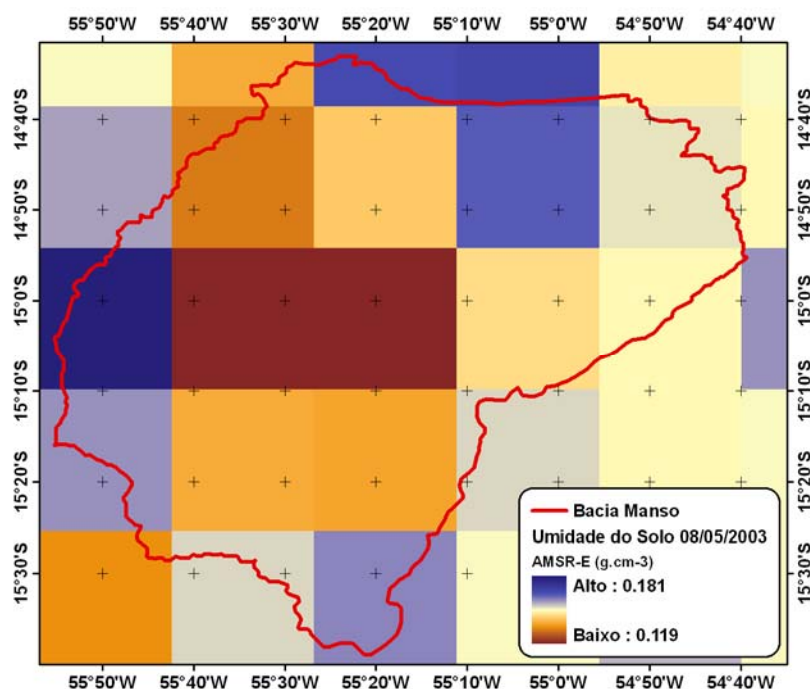 55°50'W 55°40'W 55°30'W 55°20'W 55°10'W 55°0'W 54°50'W 54°40'W
14°40'S 14°40'S
14°50'S 14°50'S
15°0'S 15°0'S
15°10'S 15°10'S
15°20'S 15°20'S
15°30'S 15°30'S
Bacia Manso
Umidade do Solo 08/05/2003
AMSR-E (g.cm-3)
Alto : 0.181
Baixo : 0.119
55°50'W 55°40'W 55°30'W 55°20'W 55°10'W 55°0'W 54°50'W 54°40'W